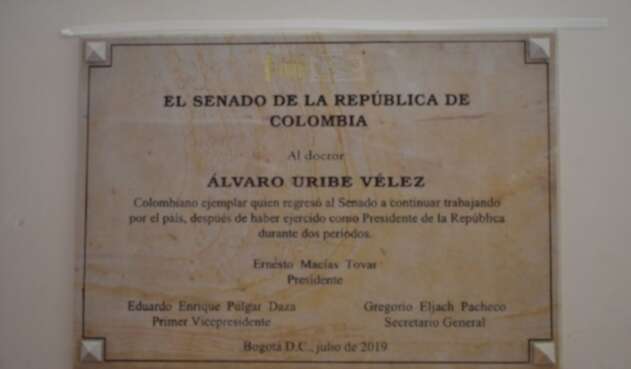 EL SENADO DE LA REPÚBLICA DE
COLOMBIA
Al doctor
ÁLVARO URIBE VÉLEZ
Colombiano ejemplar quien regresó al Senado a continuar trabajando
por el país, después de haber ejercido como Presidente de la República
durante dos periodos.
Ernesto Macías Tovar
Presidente
Eduardo Enrique Pulgar Daza
Primer Vicepresidente
Gregorio Eljach Pacheco
Secretario General
Bogotá D.C., julio de 2019